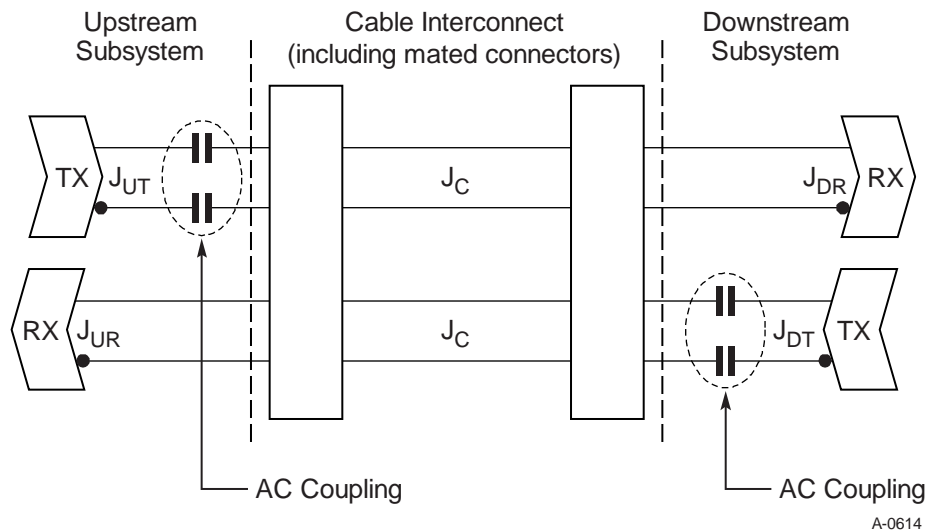 Upstream
Subsystem
Cable Interconnect
(including mated connectors)
Downstream
Subsystem
TX
JUT
JC
JDR
RX
RX
JUR
JC
JDT
TX
AC Coupling
AC Coupling
A-0614